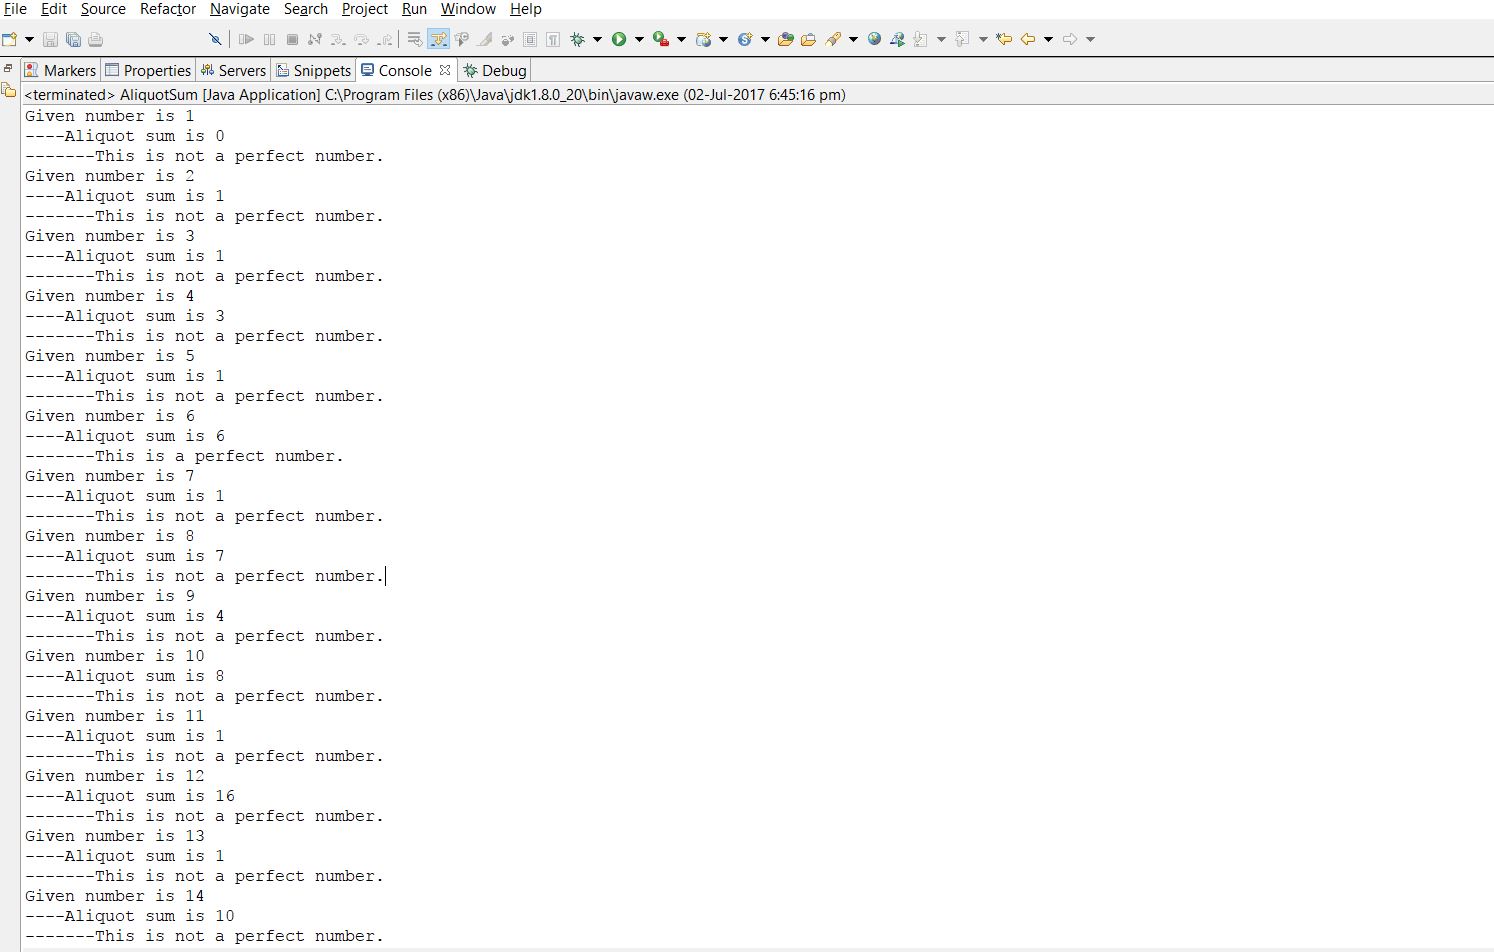 File Edit Source Refactor Navigate Search Project Run Window Help
Markers Properties Servers Snippets Console Debug
<terminated> AliquotSum [Java Application] C:\Program Files (x86)\Java\jdk1.8.0_20\bin\javaw.exe (02-Jul-2017 6:45:16 pm)
Given number is 1
----Aliquot sum is 0
-------This is not a perfect number.
Given number is 2
----Aliquot sum is 1
-------This is not a perfect number.
Given number is 3
----Aliquot sum is 1
-------This is not a perfect number.
Given number is 4
----Aliquot sum is 3
-------This is not a perfect number.
Given number is 5
----Aliquot sum is 1
-------This is not a perfect number.
Given number is 6
----Aliquot sum is 6
-------This is a perfect number.
Given number is 7
----Aliquot sum is 1
-------This is not a perfect number.
Given number is 8
----Aliquot sum is 7
-------This is not a perfect number.
Given number is 9
----Aliquot sum is 4
-------This is not a perfect number.
Given number is 10
----Aliquot sum is 8
-------This is not a perfect number.
Given number is 11
----Aliquot sum is 1
-------This is not a perfect number.
Given number is 12
----Aliquot sum is 16
-------This is not a perfect number.
Given number is 13
----Aliquot sum is 1
-------This is not a perfect number.
Given number is 14
----Aliquot sum is 10
-------This is not a perfect number.